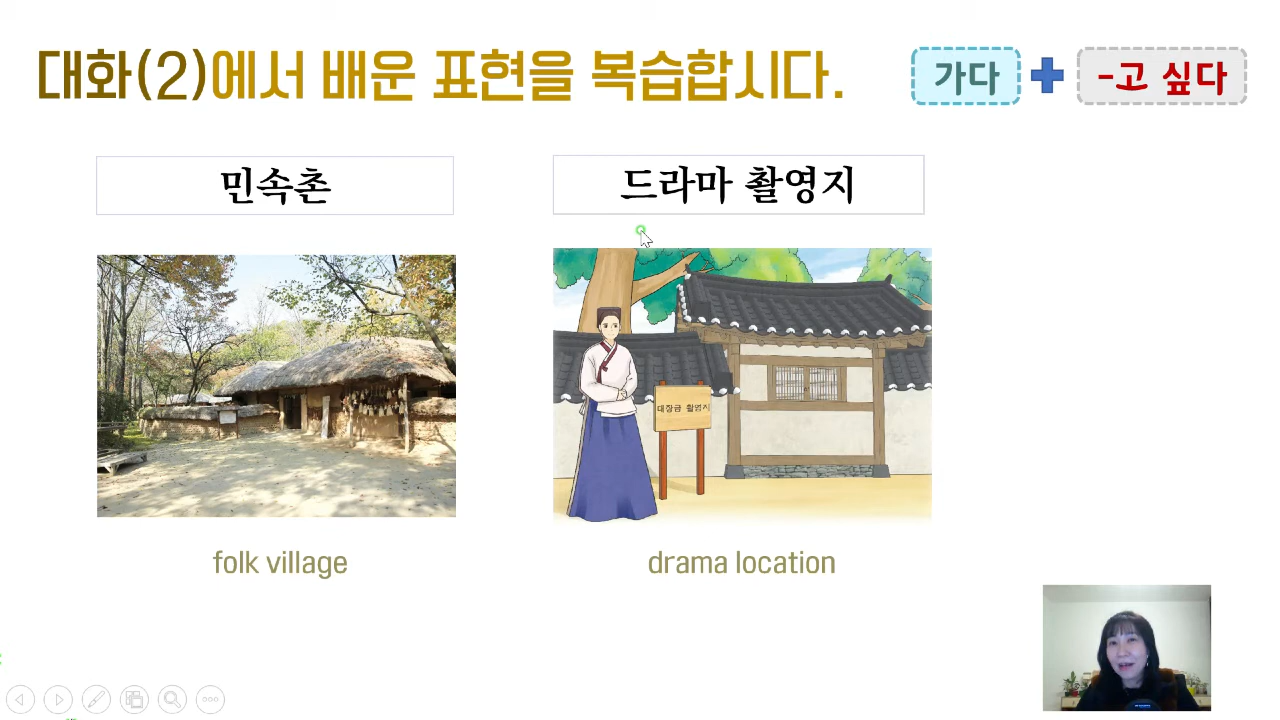 대화(2)에서 배운 표현을 복습합시다.
가다 + -고 싶다
민속촌
드라마 촬영지
대장금 촬영지
folk village
drama location